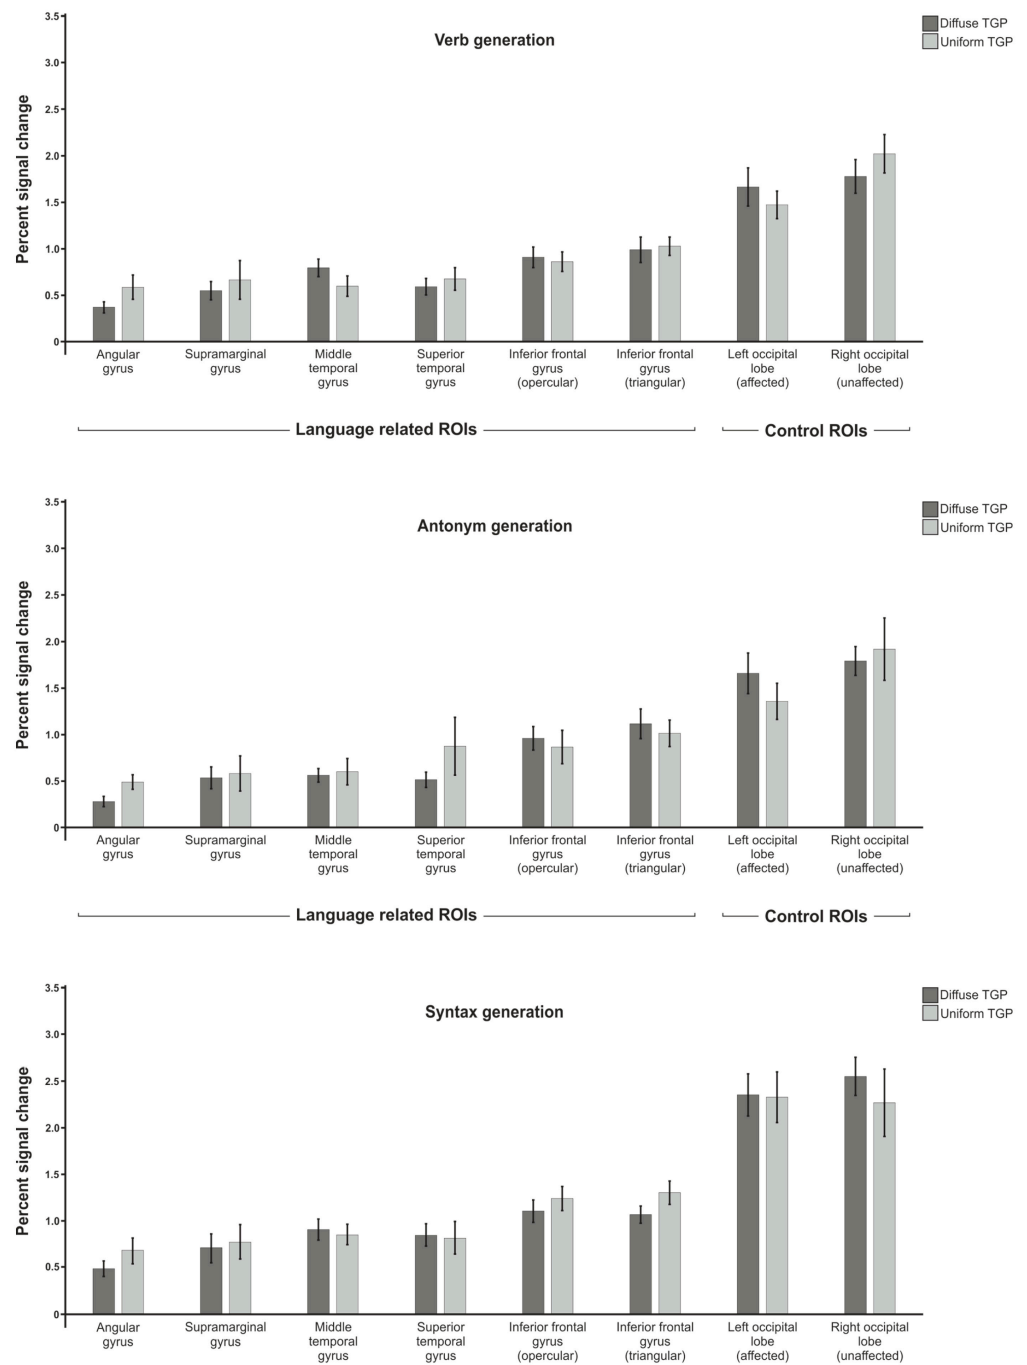 Verb generation
Diffuse TGP
Uniform TGP
Percent signal change
3.5
3.0
2.5
2.0
1.5
1.0
0.5
0
Angular
gyrus
Supramarginal
gyrus
Middle
temporal
gyrus
Superior
temporal
gyrus
Inferior frontal
gyrus
(opercular)
Inferior frontal
gyrus
(triangular)
Left occipital
lobe
(affected)
Right occipital
lobe
(unaffected)
Language related ROIs
Control ROIs
Antonym generation
Diffuse TGP
Uniform TGP
Percent signal change
3.5
3.0
2.5
2.0
1.5
1.0
0.5
0
Angular
gyrus
Supramarginal
gyrus
Middle
temporal
gyrus
Superior
temporal
gyrus
Inferior frontal
gyrus
(opercular)
Inferior frontal
gyrus
(triangular)
Left occipital
lobe
(affected)
Right occipital
lobe
(unaffected)
Language related ROIs
Control ROIs
Syntax generation
Diffuse TGP
Uniform TGP
Percent signal change
3.5
3.0
2.5
2.0
1.5
1.0
0.5
0
Angular
gyrus
Supramarginal
gyrus
Middle
temporal
gyrus
Superior
temporal
gyrus
Inferior frontal
gyrus
(opercular)
Inferior frontal
gyrus
(triangular)
Left occipital
lobe
(affected)
Right occipital
lobe
(unaffected)